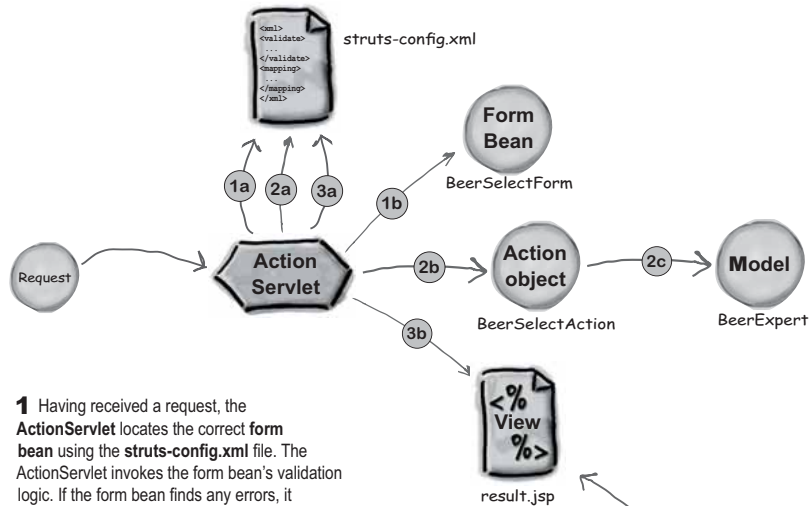 <xml>
<validate>
...
</validate>
<mapping>
...
</mapping>
</xml>
struts-config.xml
Form
Bean
BeerSelectForm
1a
2a
3a
1b
Request
Action
Servlet
2b
Action
object
BeerSelectAction
2c
Model
BeerExpert
3b
<%
View
%>
result.jsp
1 Having received a request, the
ActionServlet locates the correct form
bean using the struts-config.xml file. The
ActionServlet invokes the form bean’s validation
logic. If the form bean finds any errors, it